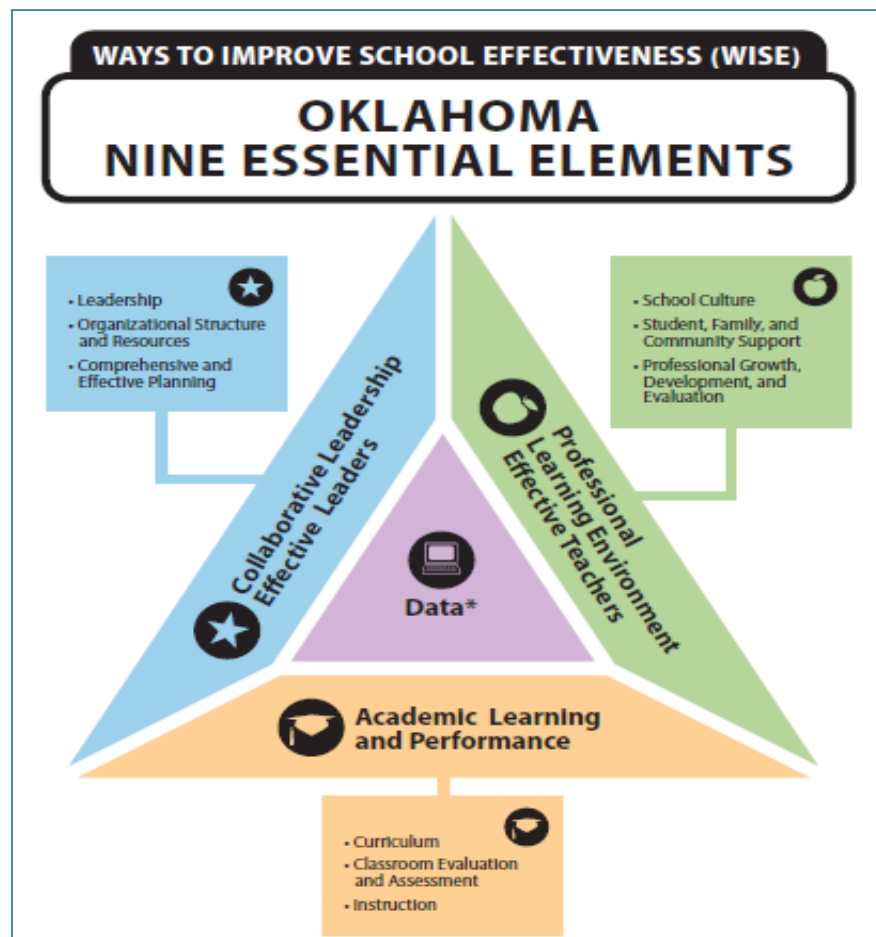 WAYS TO IMPROVE SCHOOL EFFECTIVENESS (WISE)
OKLAHOMA
NINE ESSENTIAL ELEMENTS
• Leadership
• Organizational Structure
and Resources
• Comprehensive and
Effective Planning
• School Culture
• Student, Family, and
Community Support
• Professional Growth,
Development, and
Evaluation
Collaborative Leadership
Effective Leaders
Professional
Learning Environment
Effective Teachers
Data*
Academic Learning
and Performance
• Curriculum
• Classroom Evaluation
and Assessment
• Instruction